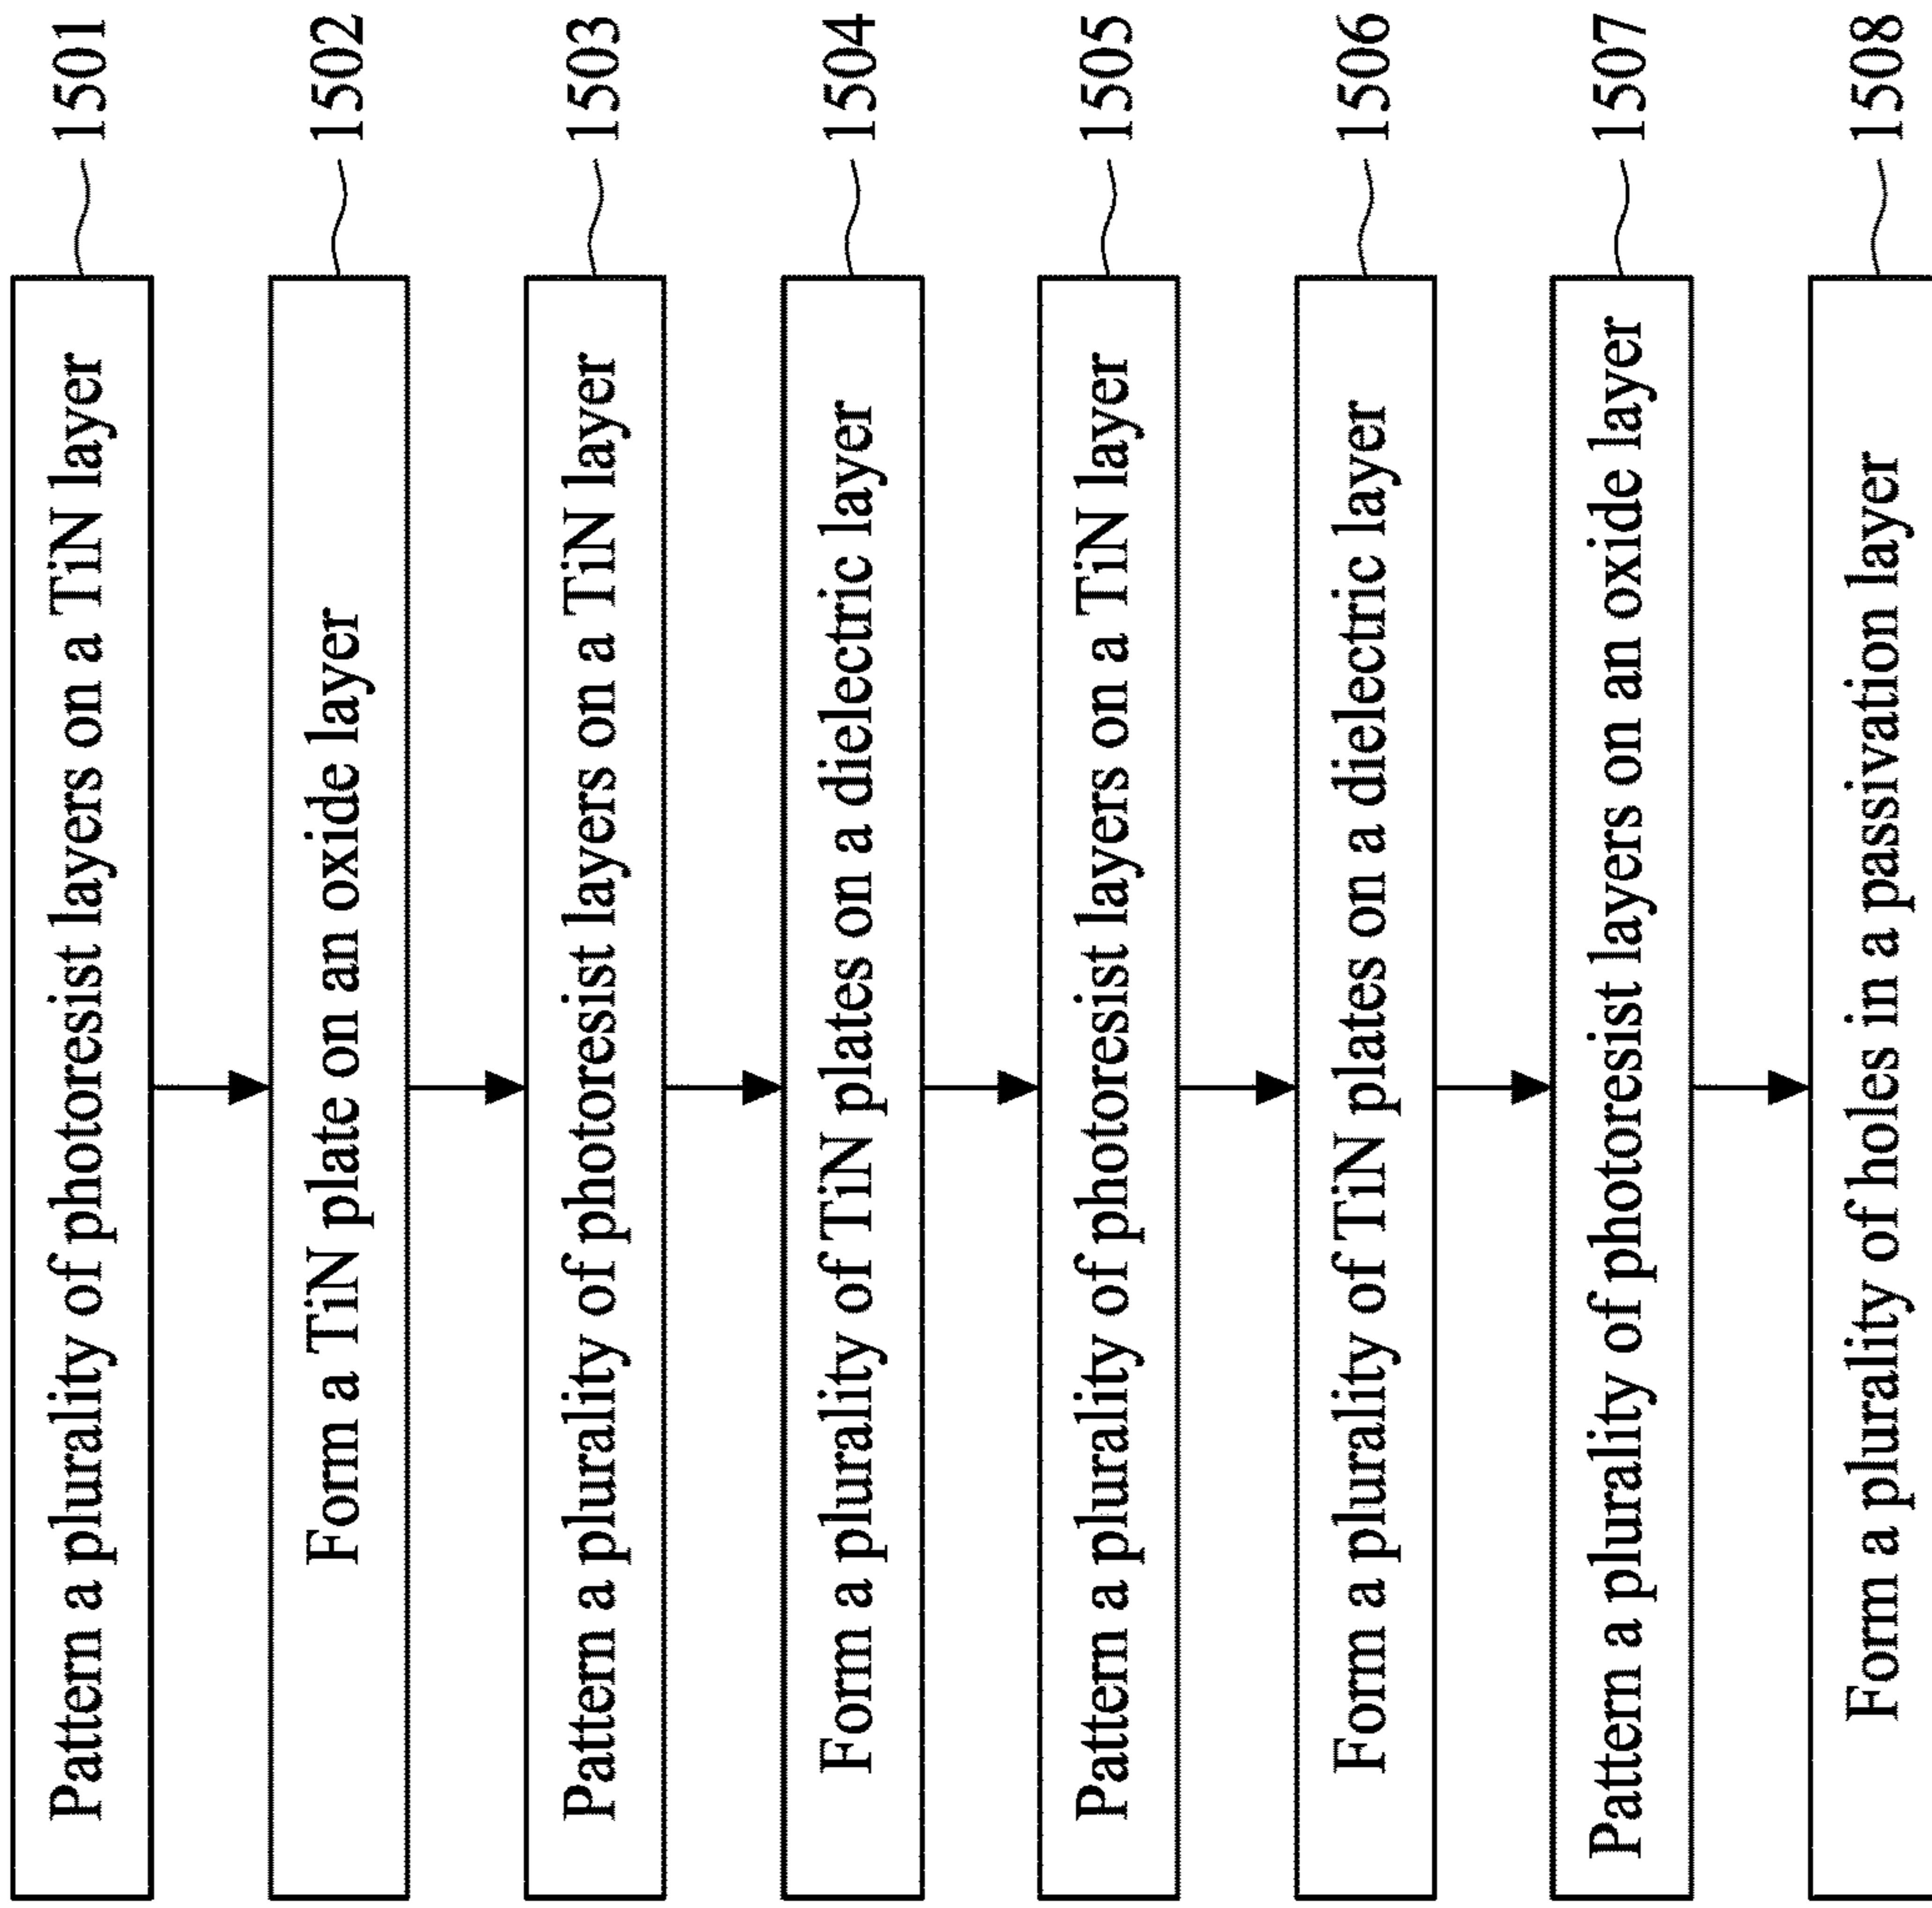 Pattern a plurality of photoresist layers on a TiN layer 1501
Form a TiN plate on an oxide layer 1502
Pattern a plurality of photoresist layers on a TiN layer 1503
Form a plurality of TiN plates on a dielectric layer 1504
Pattern a plurality of photoresist layers on a TiN layer 1505
Form a plurality of TiN plates on a dielectric layer 1506
Pattern a plurality of photoresist layers on an oxide layer 1507
Form a plurality of holes in a passivation layer 1508